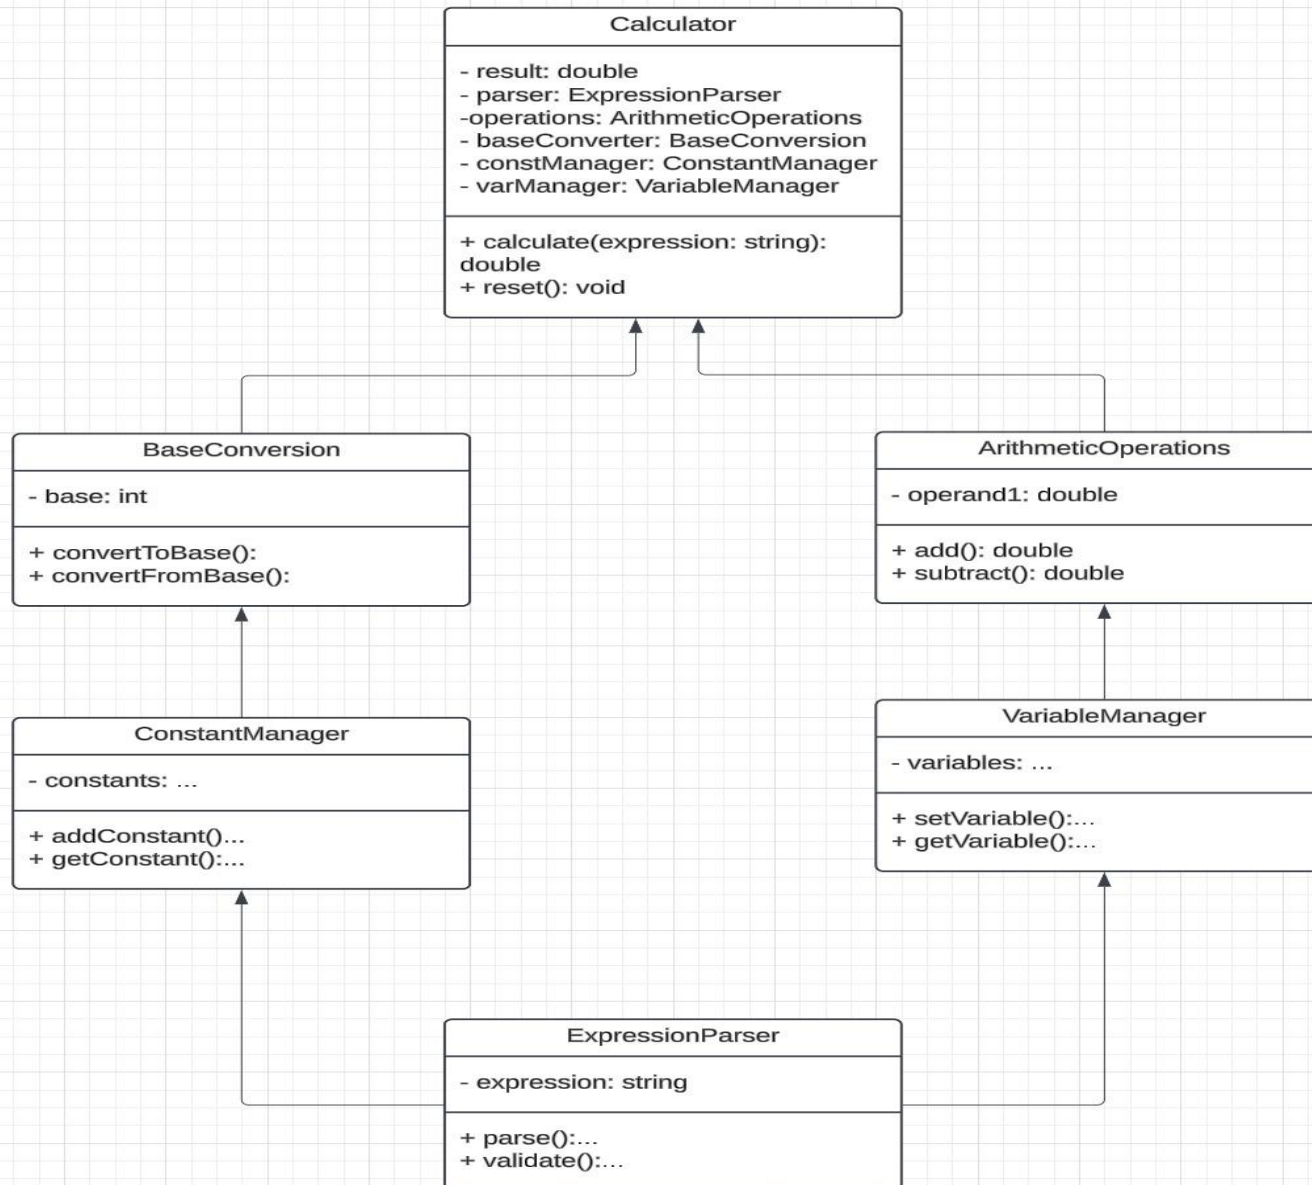 Calculator
- result: double
- parser: ExpressionParser
-operations: ArithmeticOperations
- baseConverter: BaseConversion
- constManager: ConstantManager
- varManager: VariableManager
+ calculate(expression: string):
double
+ reset(): void
BaseConversion
- base: int
+ convertToBase():
+ convertFromBase():
ArithmeticOperations
- operand1: double
+ add(): double
+ subtract(): double
ConstantManager
- constants: ...
+ addConstant()...
+ getConstant():...
VariableManager
- variables: ...
+ setVariable():...
+ getVariable():...
ExpressionParser
- expression: string
+ parse():...
+ validate():...